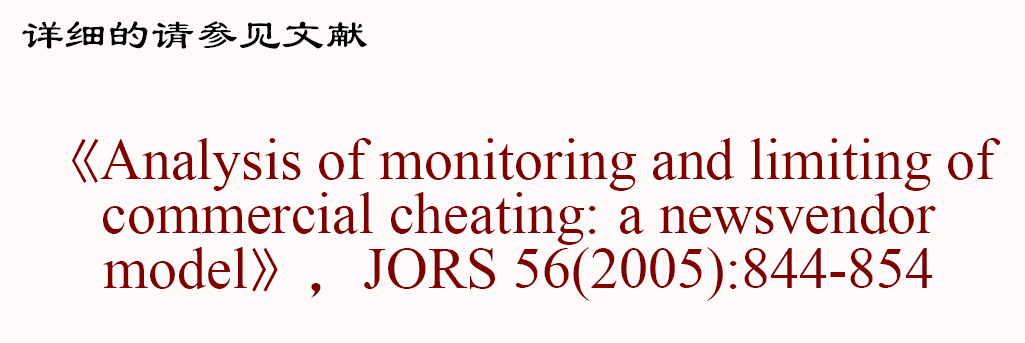 详细的请参见文献
《Analysis of monitoring and limiting of
commercial cheating: a newsvendor
model》，JORS 56(2005):844-854